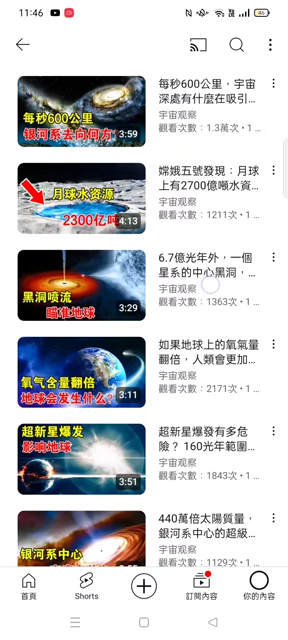 11:46
46
每秒600公里
銀河系去向何方
3:59
每秒600公里，宇宙
深處有什麼在吸引...
宇宙观察
觀看次數：1.3萬次 • 1 ...
月球水资源
2300亿吨
4:13
嫦娥五號發現：月球
上有2700億噸水資...
宇宙观察
觀看次數：1211次 • 1 ...
黑洞喷流
瞄准地球
3:29
6.7億光年外，一個
星系的中心黑洞，...
宇宙观察
觀看次數：1363次 • 1 ...
氧气含量翻倍
地球会发生什么?
3:11
如果地球上的氧氣量
翻倍，人類會更加...
宇宙观察
觀看次數：2171次 • 1 ...
超新星爆发
影响地球
3:51
超新星爆發有多危
險？ 160光年範圍...
宇宙观察
觀看次數：1843次 • 1 ...
银河系中心
440萬倍太陽質量，
銀河系中心的超級...
宇宙观察
觀看次數：1129次 • 1 ...
首頁
Shorts
訂閱內容
你的內容